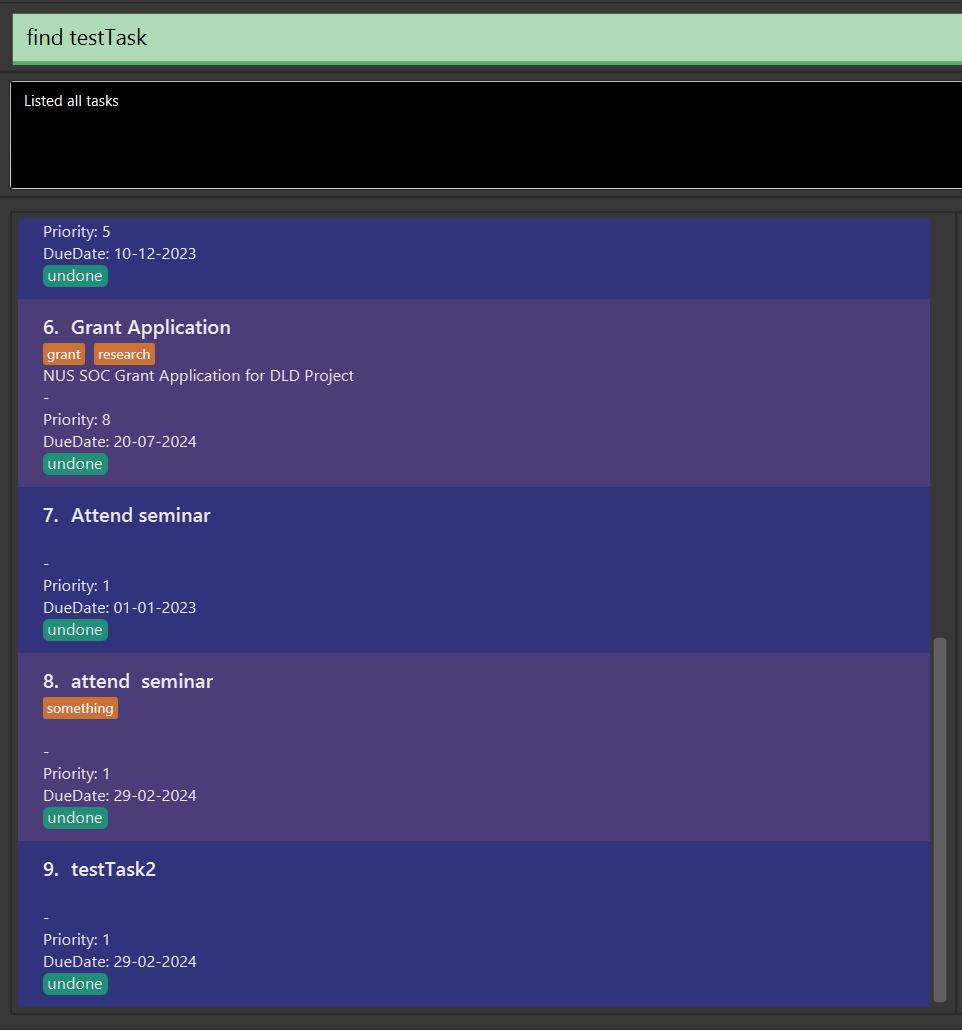 find testTask
Listed all tasks
Priority: 5
DueDate: 10-12-2023
undone
6. Grant Application
grant research
NUS SOC Grant Application for DLD Project
-
Priority: 8
DueDate: 20-07-2024
undone
7. Attend seminar
-
Priority: 1
DueDate: 01-01-2023
undone
8. attend  seminar
something
-
Priority: 1
DueDate: 29-02-2024
undone
9. testTask2
-
Priority: 1
DueDate: 29-02-2024
undone